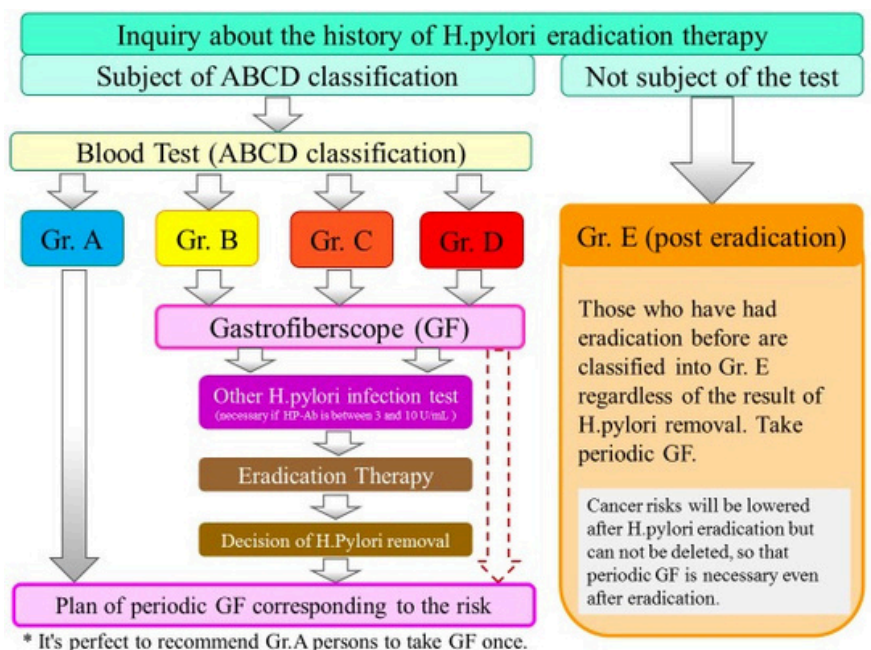 Inquiry about the history of H.pylori eradication therapy
Subject of ABCD classification
Not subject of the test
Blood Test (ABCD classification)
Gr. A
Gr. B
Gr. C
Gr. D
Gastrofiberscope (GF)
Other H.pylori infection test
(necessary if HP-Ab is between 3 and 10 U/mL )
Eradication Therapy
Decision of H.Pylori removal
Plan of periodic GF corresponding to the risk
* It's perfect to recommend Gr.A persons to take GF once.
Gr. E (post eradication)
Those who have had
eradication before are
classified into Gr. E
regardless of the result of
H.pylori removal. Take
periodic GF.
Cancer risks will be lowered
after H.pylori eradication but
can not be deleted, so that
periodic GF is necessary even
after eradication.